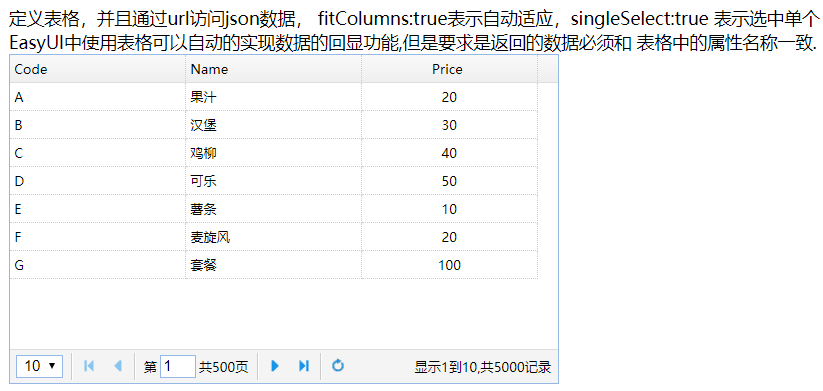 定义表格，并且通过url访问json数据， fitColumns:true表示自动适应，singleSelect:true 表示选中单个
EasyUI中使用表格可以自动的实现数据的回显功能,但是要求是返回的数据必须和 表格中的属性名称一致.
Code Name Price
A 果汁 20
B 汉堡 30
C 鸡柳 40
D 可乐 50
E 薯条 10
F 麦旋风 20
G 套餐 100
10 第 1 共500页 显示1到10,共5000记录